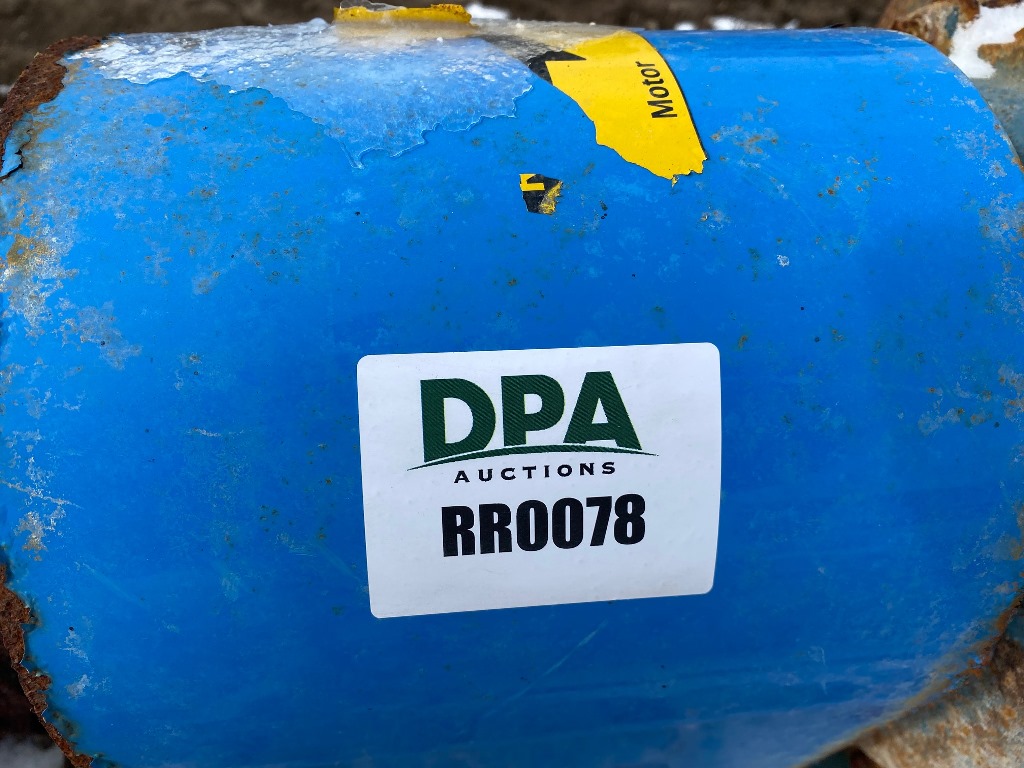 Motor
DPA
AUCTIONS
RR0078